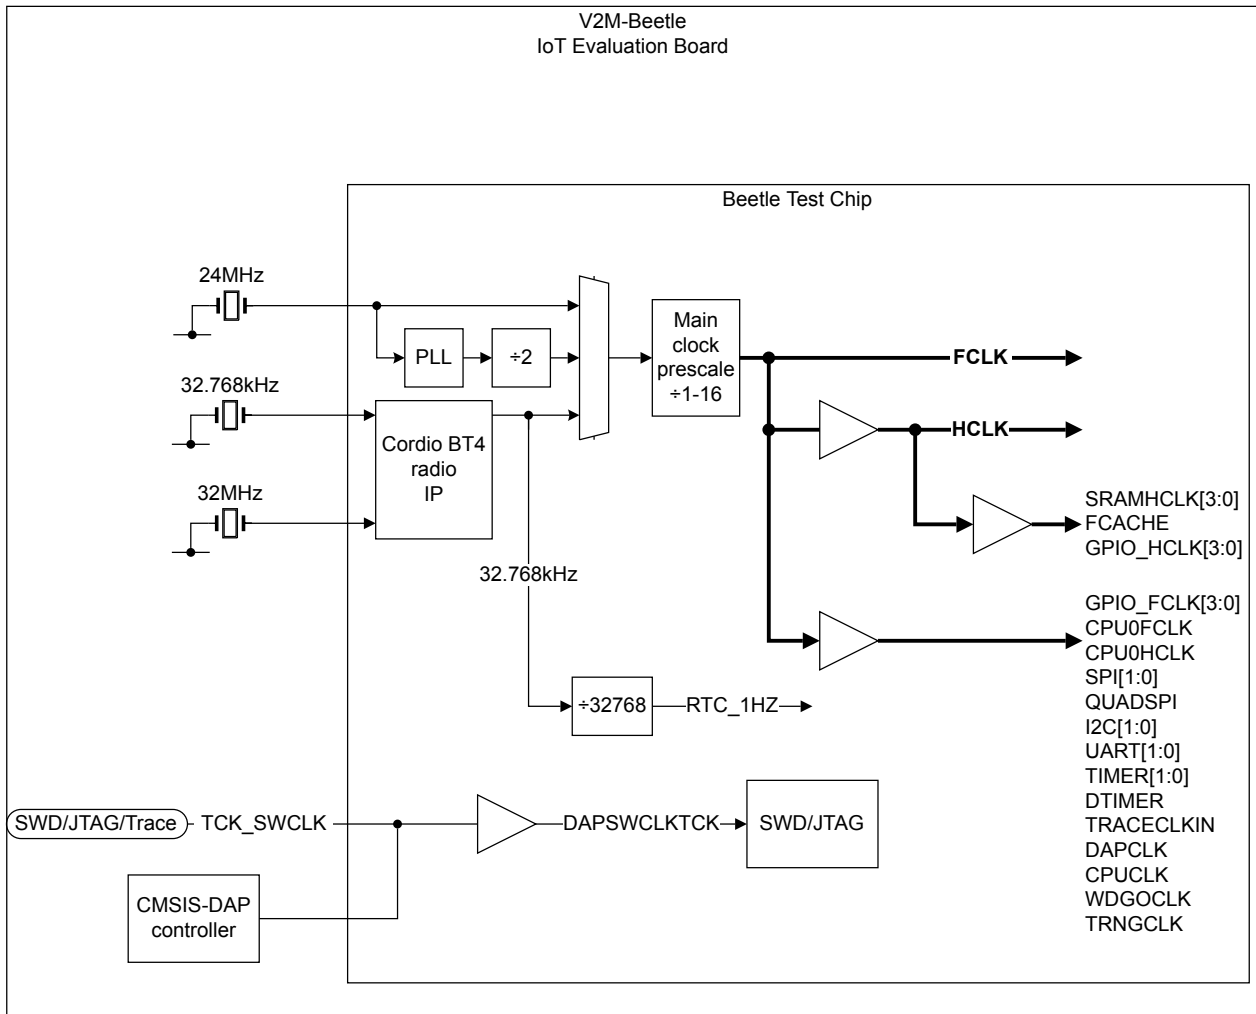 V2M-Beetle
IoT Evaluation Board
Beetle Test Chip
24MHz
PLL
÷2
Main
clock
prescale
÷1-16
FCLK
32.768kHz
Cordio BT4
radio
IP
HCLK
32MHz
SRAMHCLK[3:0]
FCACHE
GPIO_HCLK[3:0]
32.768kHz
GPIO_FCLK[3:0]
CPU0FCLK
CPU0HCLK
SPI[1:0]
QUADSPI
I2C[1:0]
UART[1:0]
TIMER[1:0]
DTIMER
TRACECLKIN
DAPCLK
CPUCLK
WDGOCLK
TRNGCLK
÷32768
RTC_1HZ
SWD/JTAG/Trace
TCK_SWCLK
DAPSWCLKTCK
SWD/JTAG
CMSIS-DAP
controller